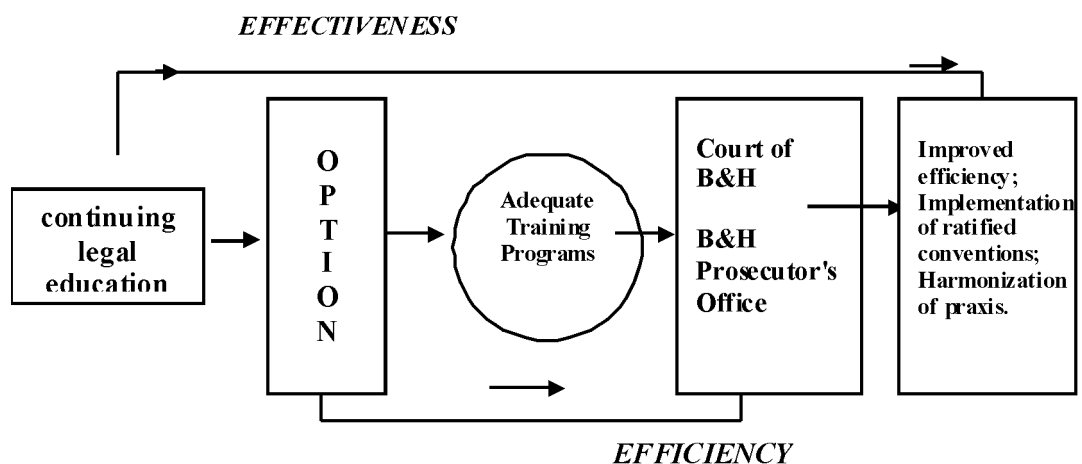 EFFECTIVENESS
continuing
legal
education
O
P
T
I
O
N
Adequate
Training
Programs
Court of
B&H
B&H
Prosecutor's
Office
Improved
efficiency;
Implementation
of ratified
conventions;
Harmonization
of praxis.
EFFICIENCY